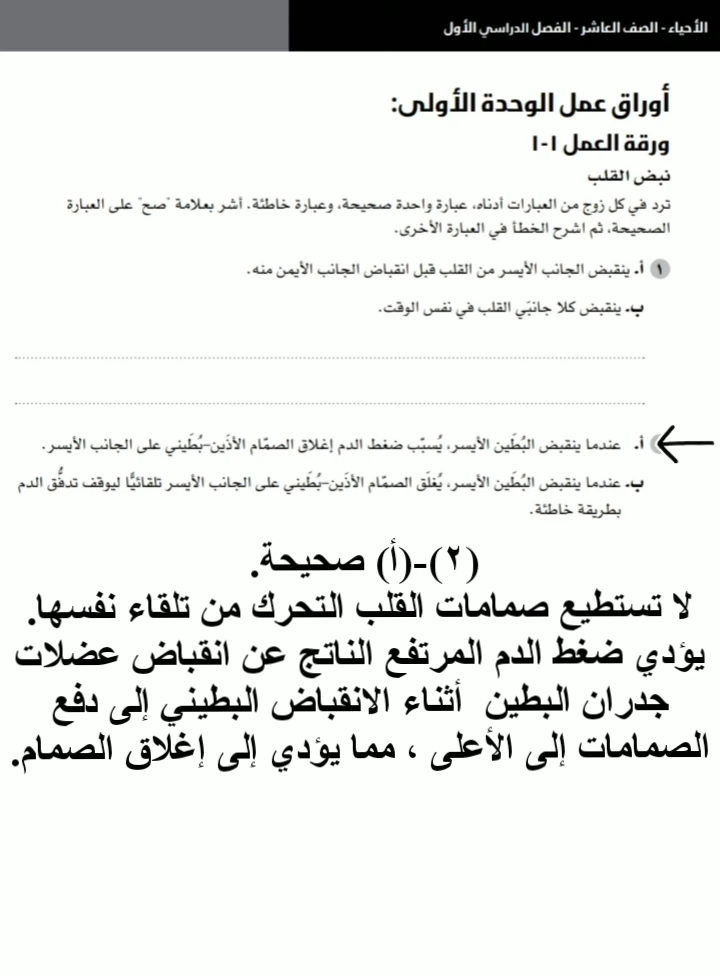 الأحياء - الصف العاشر - الفصل الدراسي الأول
أوراق عمل الوحدة الأولى:
ورقة العمل ١-١
نبض القلب
ترد في كل زوج من العبارات أدناه، عبارة واحدة صحيحة، وعبارة خاطئة. أشر بعلامة "صح" على العبارة
الصحيحة، ثم اشرح الخطأ في العبارة الأخرى.
١ أ. ينقبض الجانب الأيسر من القلب قبل انقباض الجانب الأيمن منه.
ب. ينقبض كلا جانبَي القلب في نفس الوقت.
أ. عندما ينقبض البُطَين الأيسر، يُسبّب ضغط الدم إغلاق الصمّام الأذَين–بُطَيني على الجانب الأيسر.
ب. عندما ينقبض البُطَين الأيسر، يُغلَق الصمّام الأذَين–بُطَيني على الجانب الأيسر تلقائيًّا ليوقف تدفُّق الدم
بطريقة خاطئة.
(٢)-(أ) صحيحة.
لا تستطيع صمامات القلب التحرك من تلقاء نفسها.
يؤدي ضغط الدم المرتفع الناتج عن انقباض عضلات
جدران البطين أثناء الانقباض البطيني إلى دفع
الصمامات إلى الأعلى ، مما يؤدي إلى إغلاق الصمام.